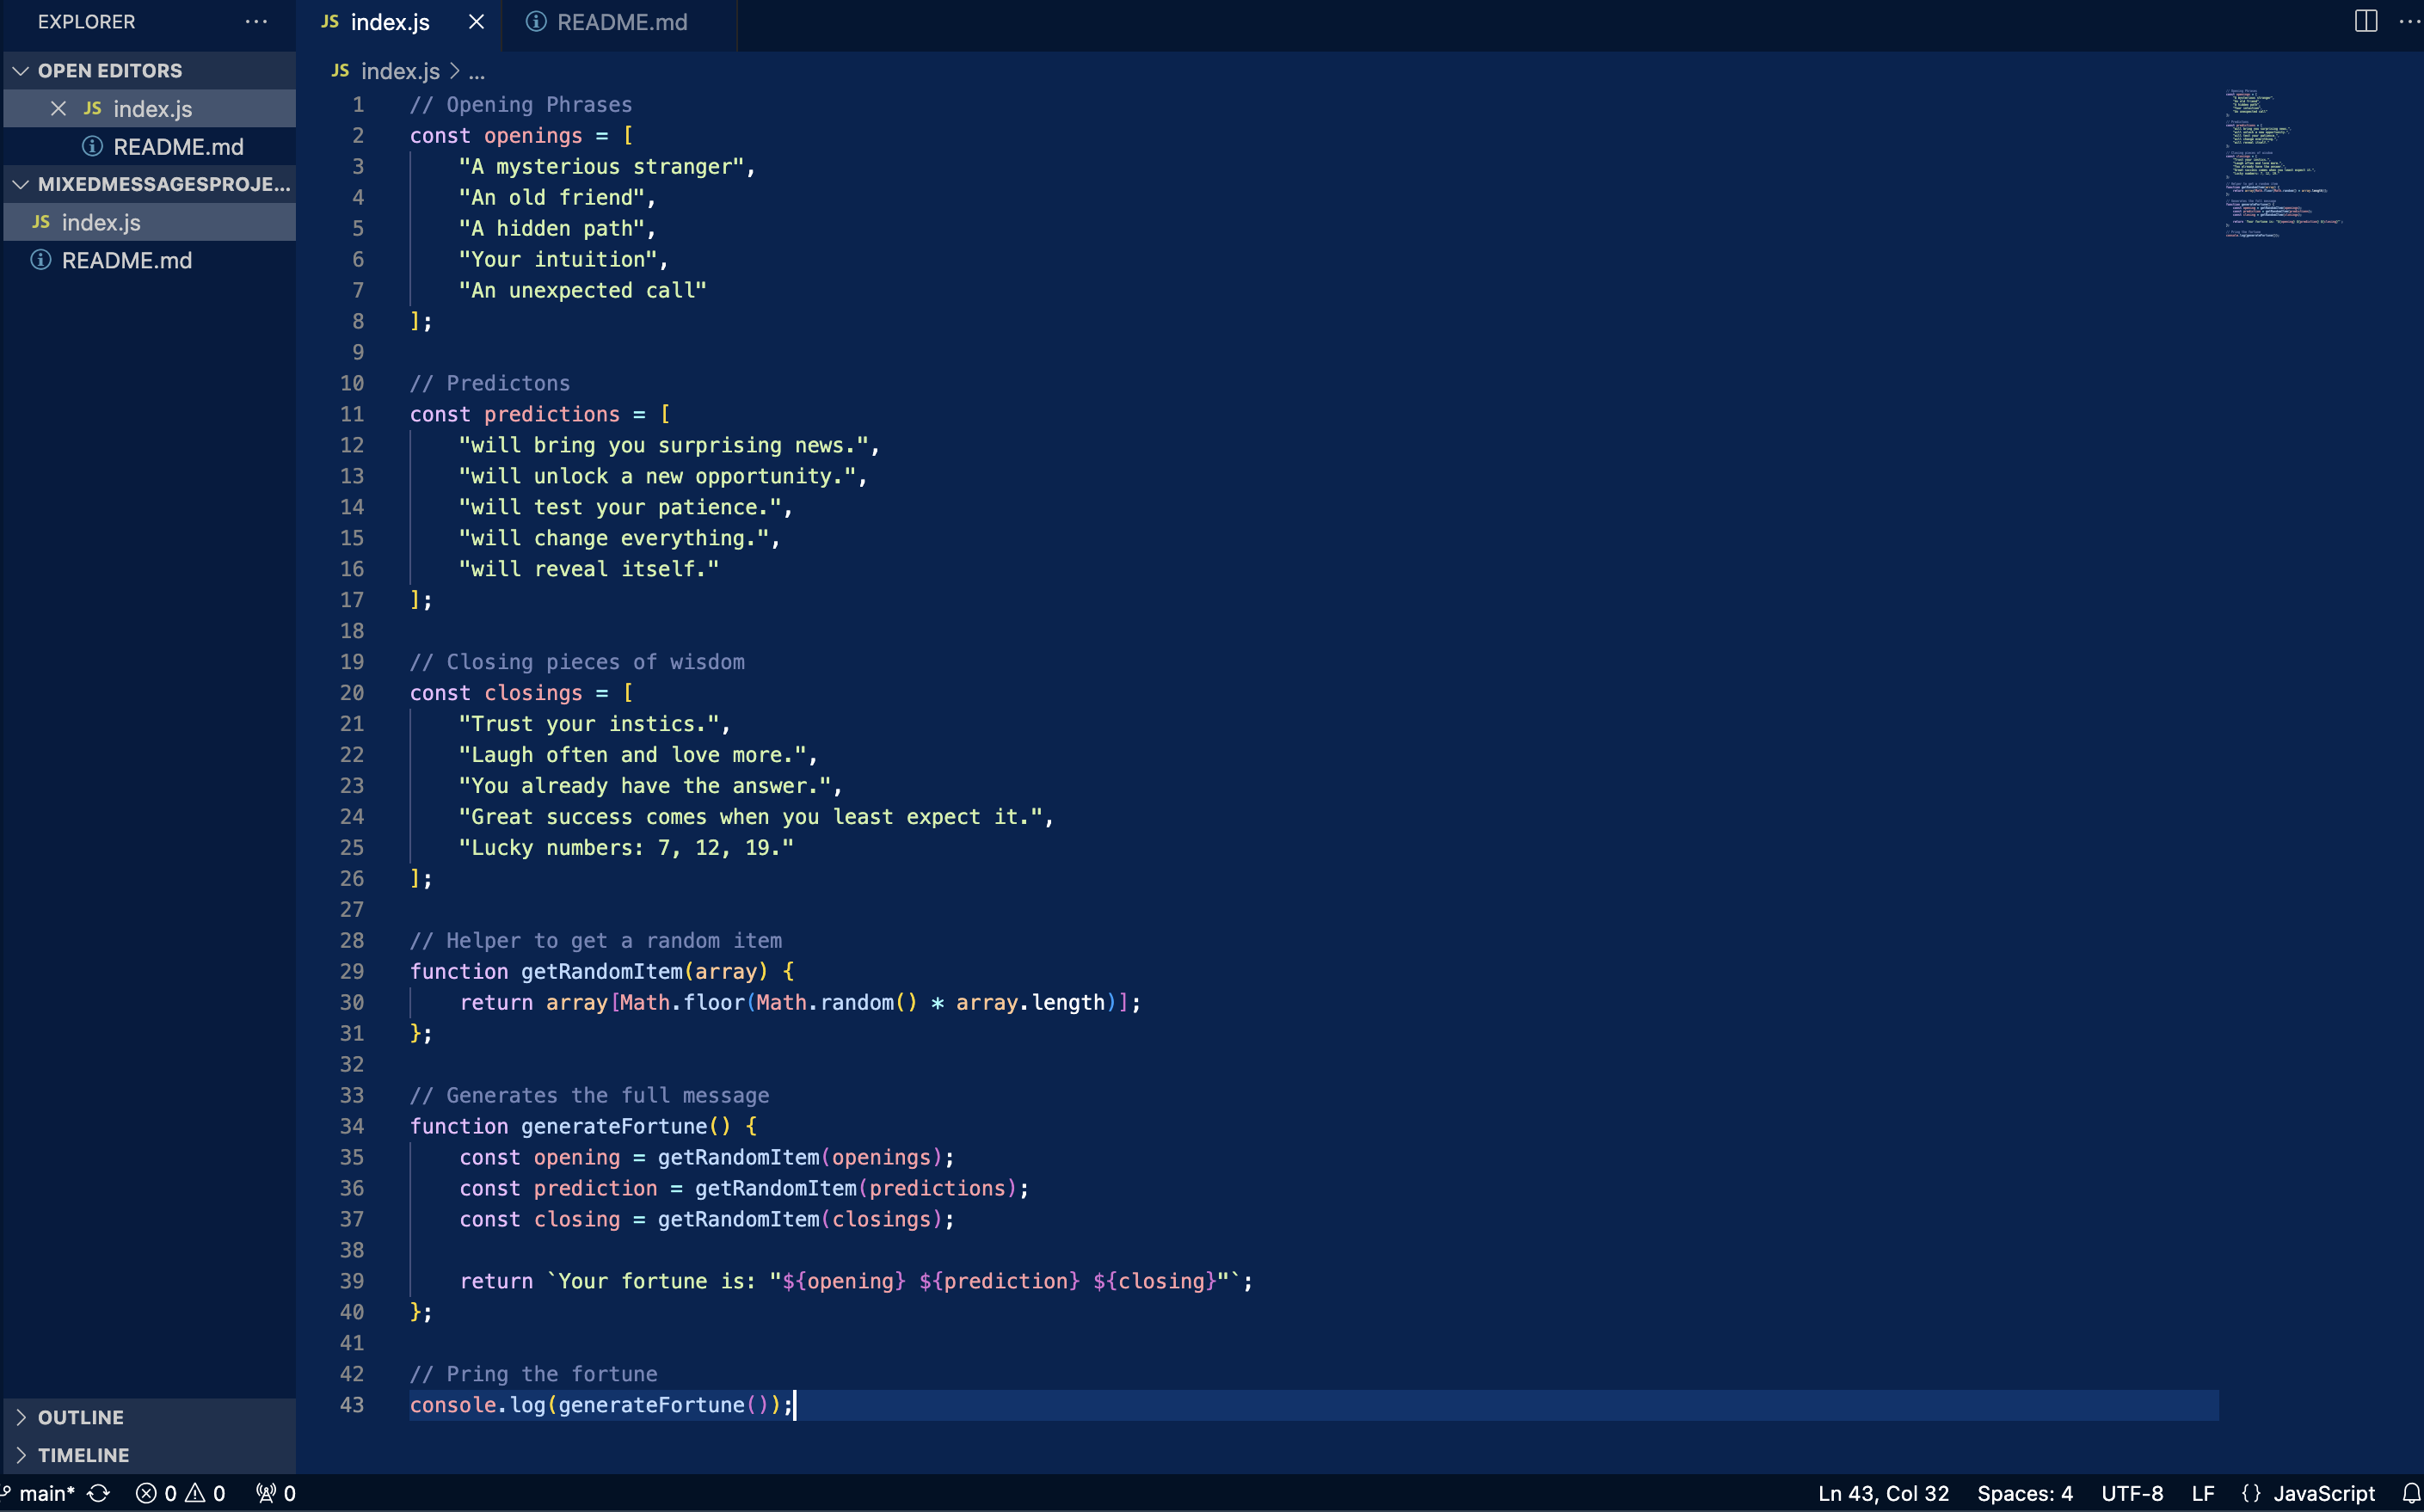 EXPLORER
OPEN EDITORS
JS index.js
README.md
MIXEDMESSAGESPROJE...
JS index.js
README.md
OUTLINE
TIMELINE
JS index.js
README.md
JS index.js > ...
1 // Opening Phrases
2 const openings = [
3     "A mysterious stranger",
4     "An old friend",
5     "A hidden path",
6     "Your intuition",
7     "An unexpected call"
8 ];
9
10 // Predictons
11 const predictions = [
12     "will bring you surprising news.",
13     "will unlock a new opportunity.",
14     "will test your patience.",
15     "will change everything.",
16     "will reveal itself."
17 ];
18
19 // Closing pieces of wisdom
20 const closings = [
21     "Trust your instics.",
22     "Laugh often and love more.",
23     "You already have the answer.",
24     "Great success comes when you least expect it.",
25     "Lucky numbers: 7, 12, 19."
26 ];
27
28 // Helper to get a random item
29 function getRandomItem(array) {
30     return array[Math.floor(Math.random() * array.length)];
31 };
32
33 // Generates the full message
34 function generateFortune() {
35     const opening = getRandomItem(openings);
36     const prediction = getRandomItem(predictions);
37     const closing = getRandomItem(closings);
38
39     return `Your fortune is: "${opening} ${prediction} ${closing}"`;
40 };
41
42 // Pring the fortune
43 console.log(generateFortune());
main* 0 0 0 Ln 43, Col 32 Spaces: 4 UTF-8 LF {} JavaScript